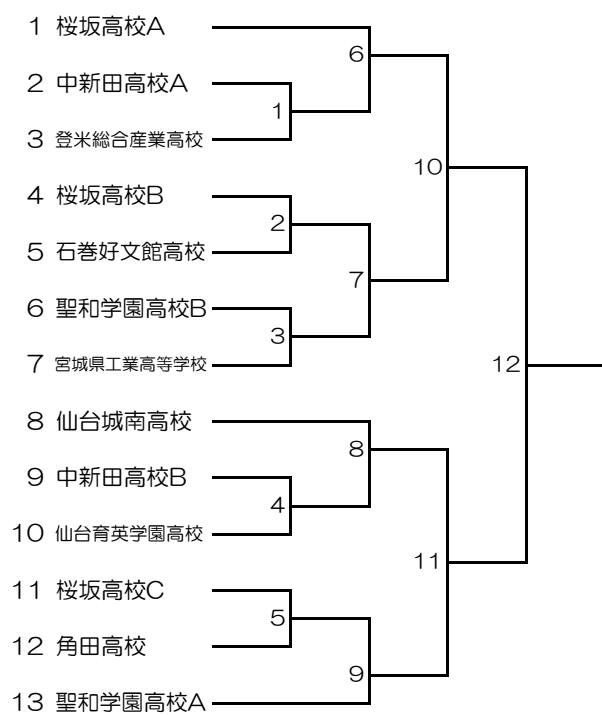 1 桜坂高校A
6
2 中新田高校A
1
3 登米総合産業高校
10
4 桜坂高校B
2
5 石巻好文館高校
7
6 聖和学園高校B
3
7 宮城県工業高等学校
12
8 仙台城南高校
8
9 中新田高校B
4
10 仙台育英学園高校
11
11 桜坂高校C
5
12 角田高校
9
13 聖和学園高校A